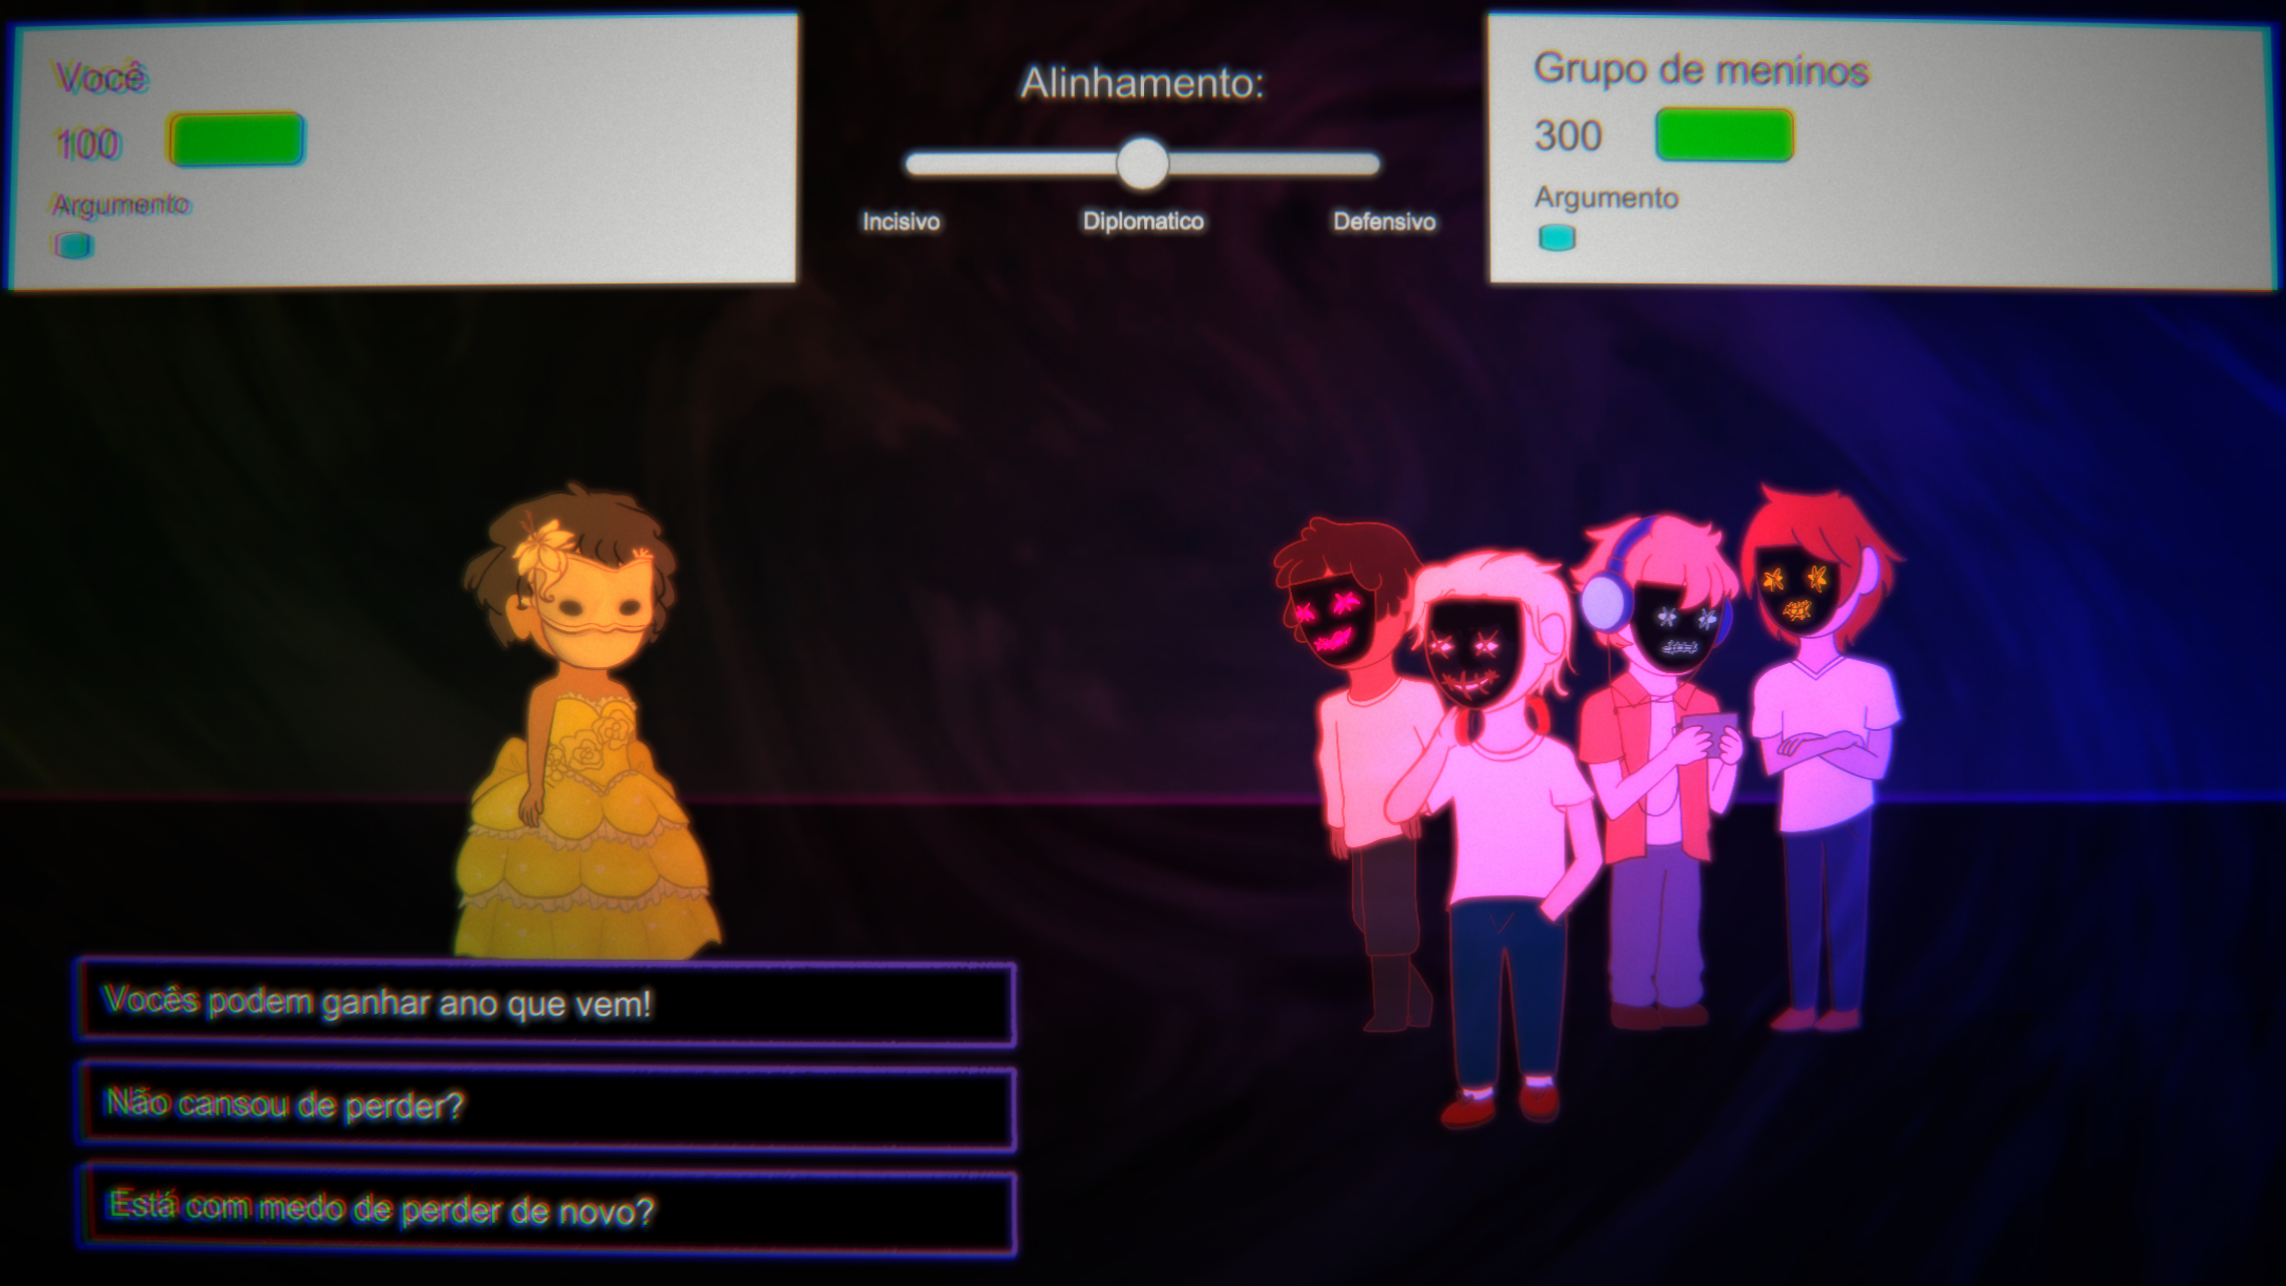 Você
100
Argumento
Alinhamento:
Incisivo
Diplomatico
Defensivo
Grupo de meninos
300
Argumento
Vocês podem ganhar ano que vem!
Não cansou de perder?
Está com medo de perder de novo?